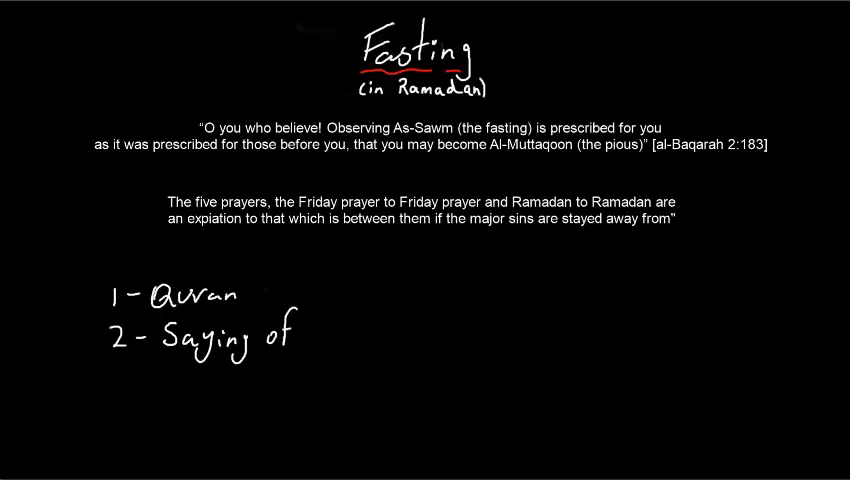 Fasting
(in Ramadan)
“O you who believe! Observing As-Sawm (the fasting) is prescribed for you
as it was prescribed for those before you, that you may become Al-Muttaqoon (the pious)” [al-Baqarah 2:183]
The five prayers, the Friday prayer to Friday prayer and Ramadan to Ramadan are
an expiation to that which is between them if the major sins are stayed away from"
1 - Quran
2 - Saying of